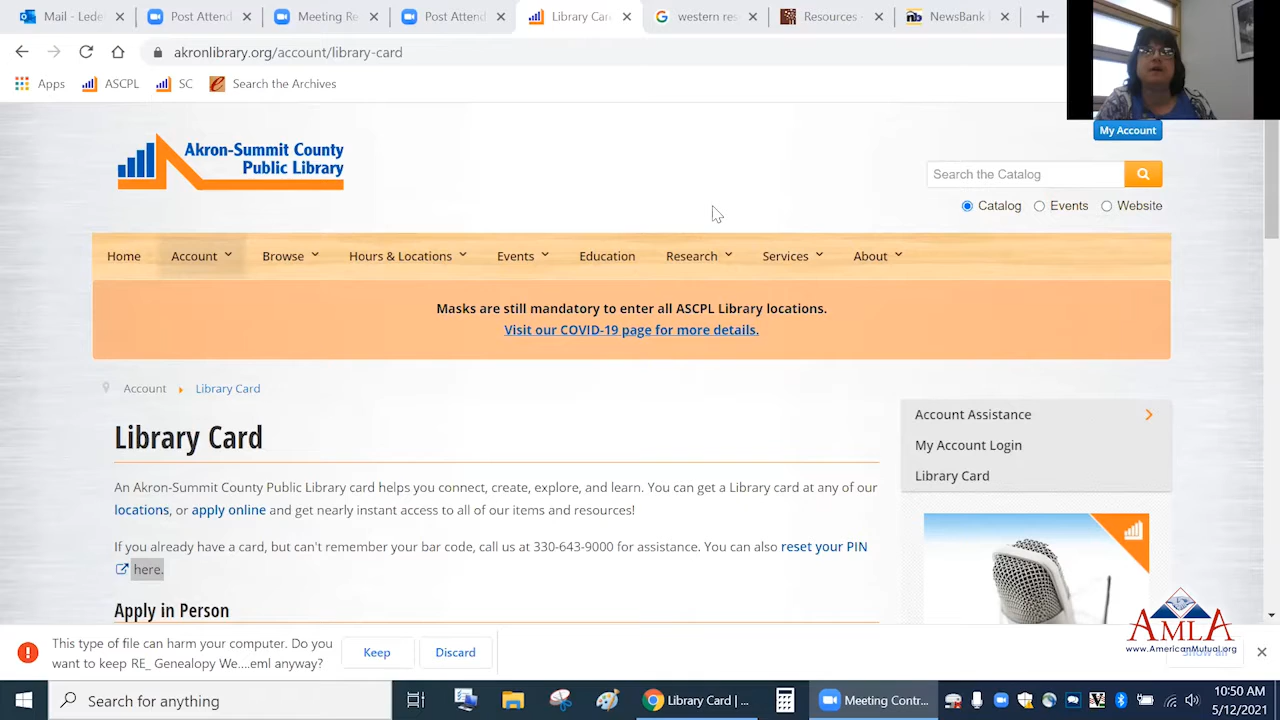 Mail - Lede
Post Attend
Meeting Re
Post Attend
Library Car
western res
Resources
NewsBank
akronlibrary.org/account/library-card
Apps
ASCPL
SC
Search the Archives
My Account
Akron-Summit County
Public Library
Search the Catalog
Catalog
Events
Website
Home
Account
Browse
Hours & Locations
Events
Education
Research
Services
About
Masks are still mandatory to enter all ASCPL Library locations.
Visit our COVID-19 page for more details.
Account
Library Card
Account Assistance
My Account Login
Library Card
Library Card
An Akron-Summit County Public Library card helps you connect, create, explore, and learn. You can get a Library card at any of our
locations, or apply online and get nearly instant access to all of our items and resources!
If you already have a card, but can't remember your bar code, call us at 330-643-9000 for assistance. You can also reset your PIN
here.
Apply in Person
AMLA
www.AmericanMutual.org
This type of file can harm your computer. Do you
want to keep RE_ Genealopy We....eml anyway?
Keep
Discard
Show all
Search for anything
Library Card | ...
Meeting Contr...
10:50 AM
5/12/2021